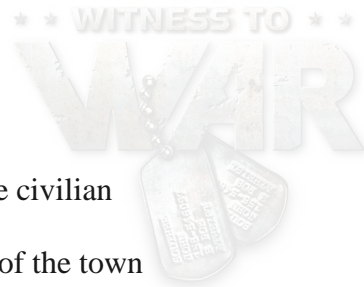 ★ ★ WITNESS TO ★ ★
WAR
e civilian
of the town